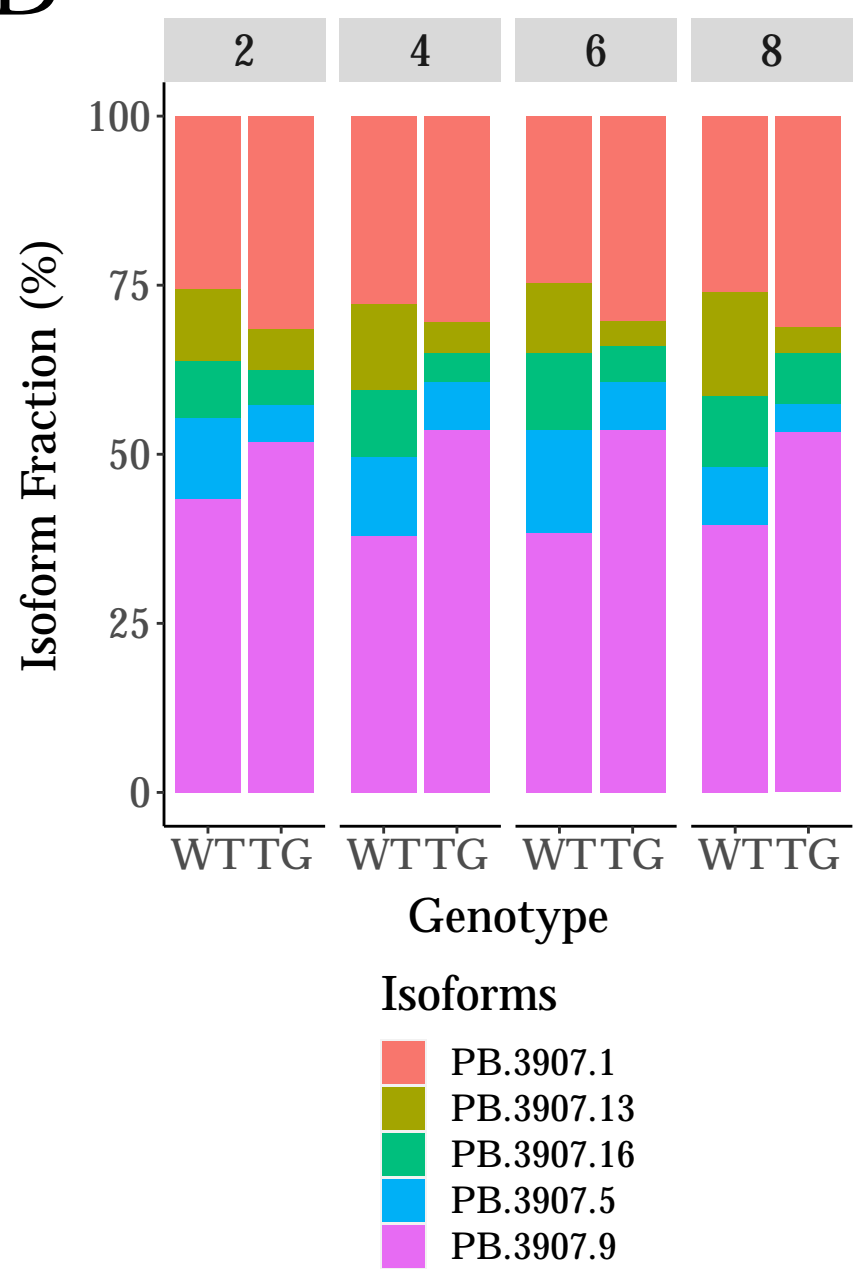 2 4 6 8
100
75
50
25
0
Isoform Fraction (%)
WT TG WT TG WT TG WT TG
Genotype
Isoforms
PB.3907.1
PB.3907.13
PB.3907.16
PB.3907.5
PB.3907.9